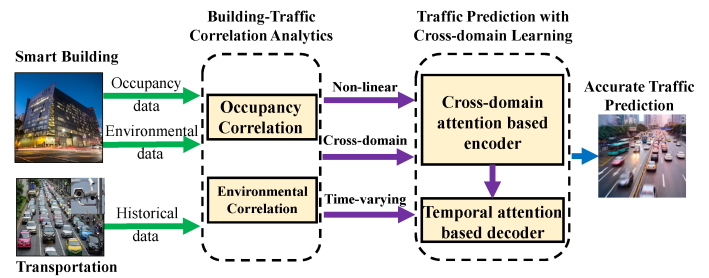 Building-Traffic
Correlation Analytics
Traffic Prediction with
Cross-domain Learning
Smart Building
Occupancy
data
Environmental
data
Historical
data
Transportation
Occupancy
Correlation
Environmental
Correlation
Non-linear
Cross-domain
Time-varying
Cross-domain
attention based
encoder
Temporal attention
based decoder
Accurate Traffic
Prediction